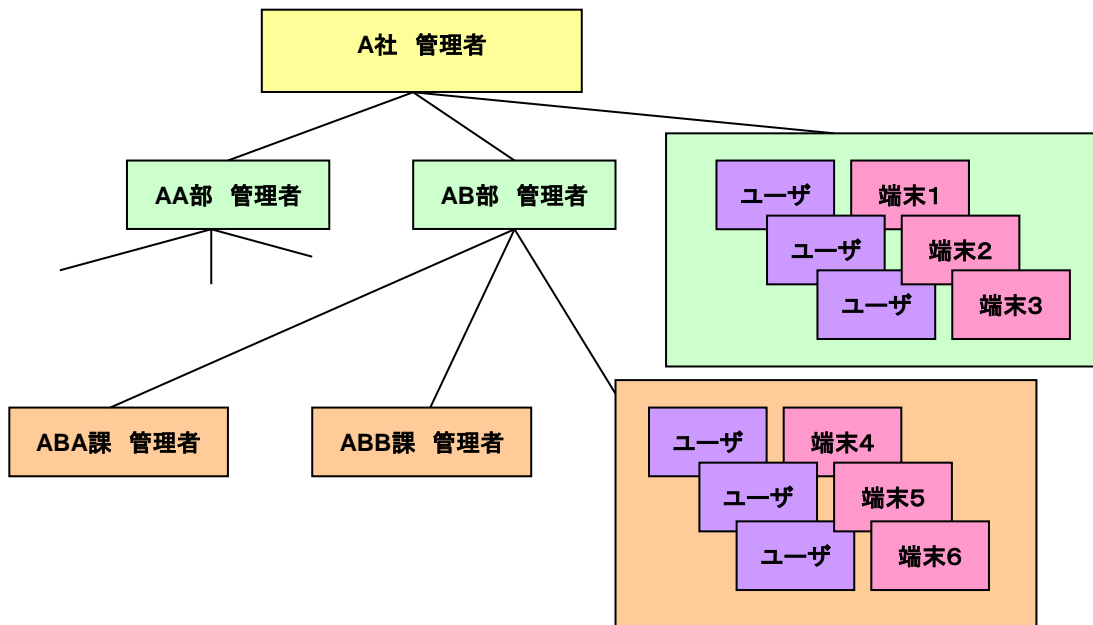 A社 管理者
AA部 管理者
AB部 管理者
ユーザ
端末1
ユーザ
端末2
ユーザ
端末3
ABA課 管理者
ABB課 管理者
ユーザ
端末4
ユーザ
端末5
ユーザ
端末6